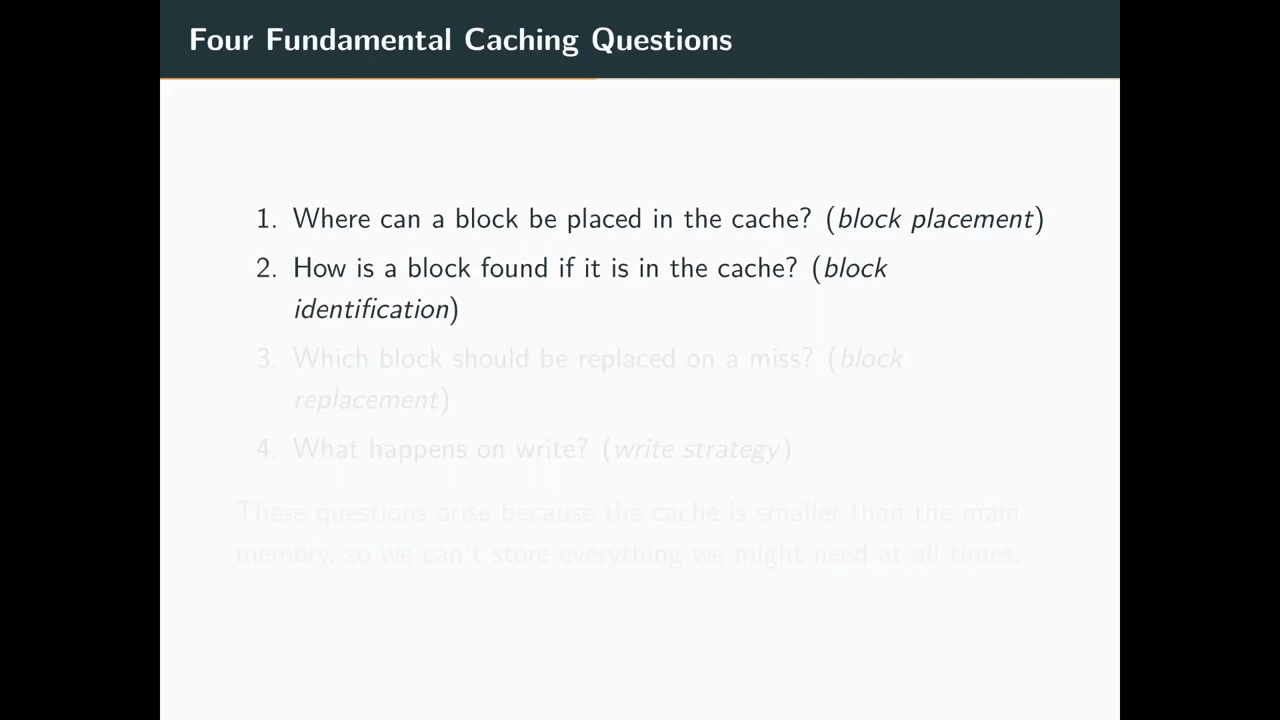 Four Fundamental Caching Questions
1. Where can a block be placed in the cache? (block placement)
2. How is a block found if it is in the cache? (block
identification)
3. Which block should be replaced on a miss? (block
replacement)
4. What happens on write? (write strategy)
These questions arise because the cache is smaller than the main
memory, so we can't store everything we might need at all times.